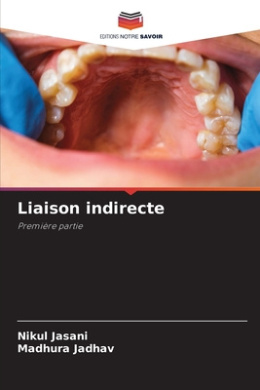 EDITIONS NOTRE SAVOIR
Liaison indirecte
Première partie
Nikul Jasani
Madhura Jadhav